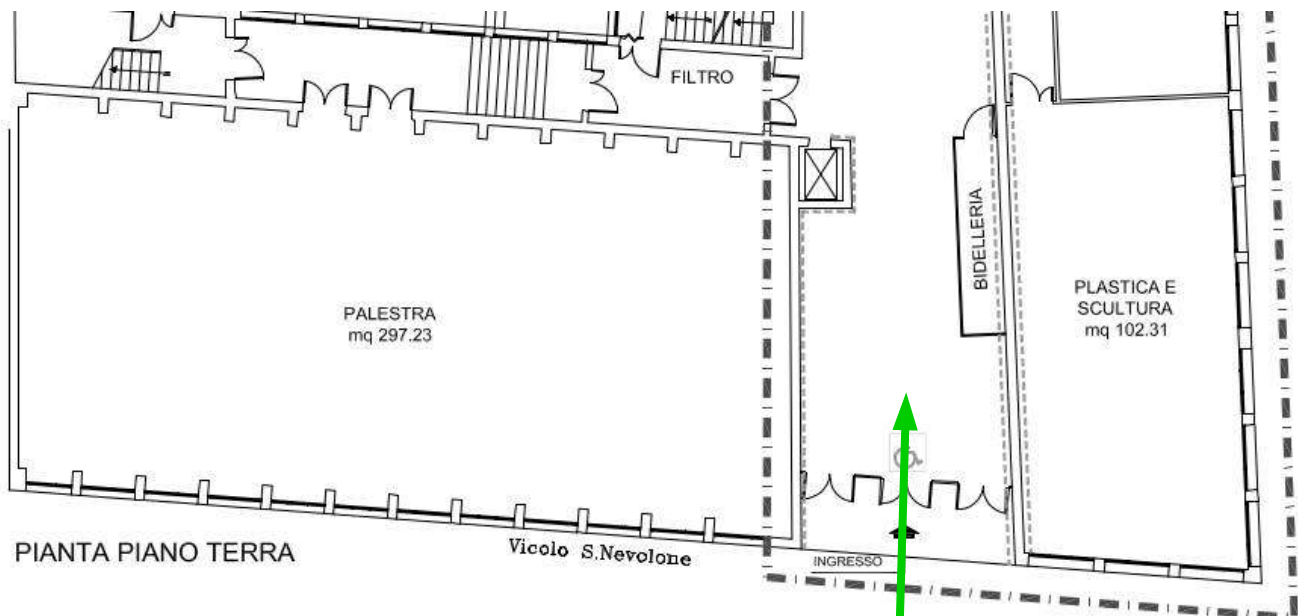 FILTRO
BIDELLERIA
PALESTRA
mq 297.23
PLASTICA E
SCULTURA
mq 102.31
PIANTA PIANO TERRA
Vicolo S.Nevolone
INGRESSO